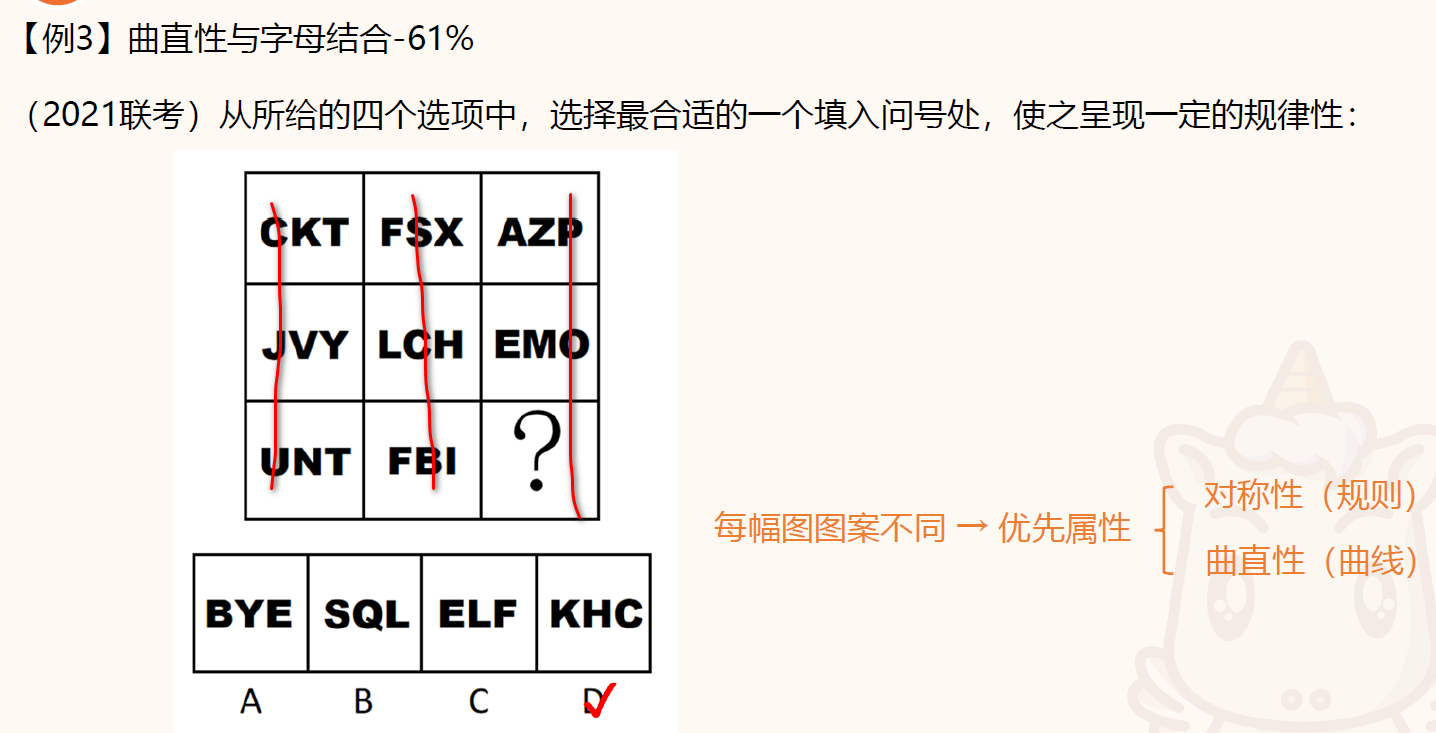 【例3】曲直性与字母结合-61%
（2021联考）从所给的四个选项中，选择最合适的一个填入问号处，使之呈现一定的规律性：
CKT FSX AZP
JVY LCH EMO
UNT FBI ?
每幅图图案不同 → 优先属性
对称性（规则）
曲直性（曲线）
BYE SQL ELF KHC
A B C D